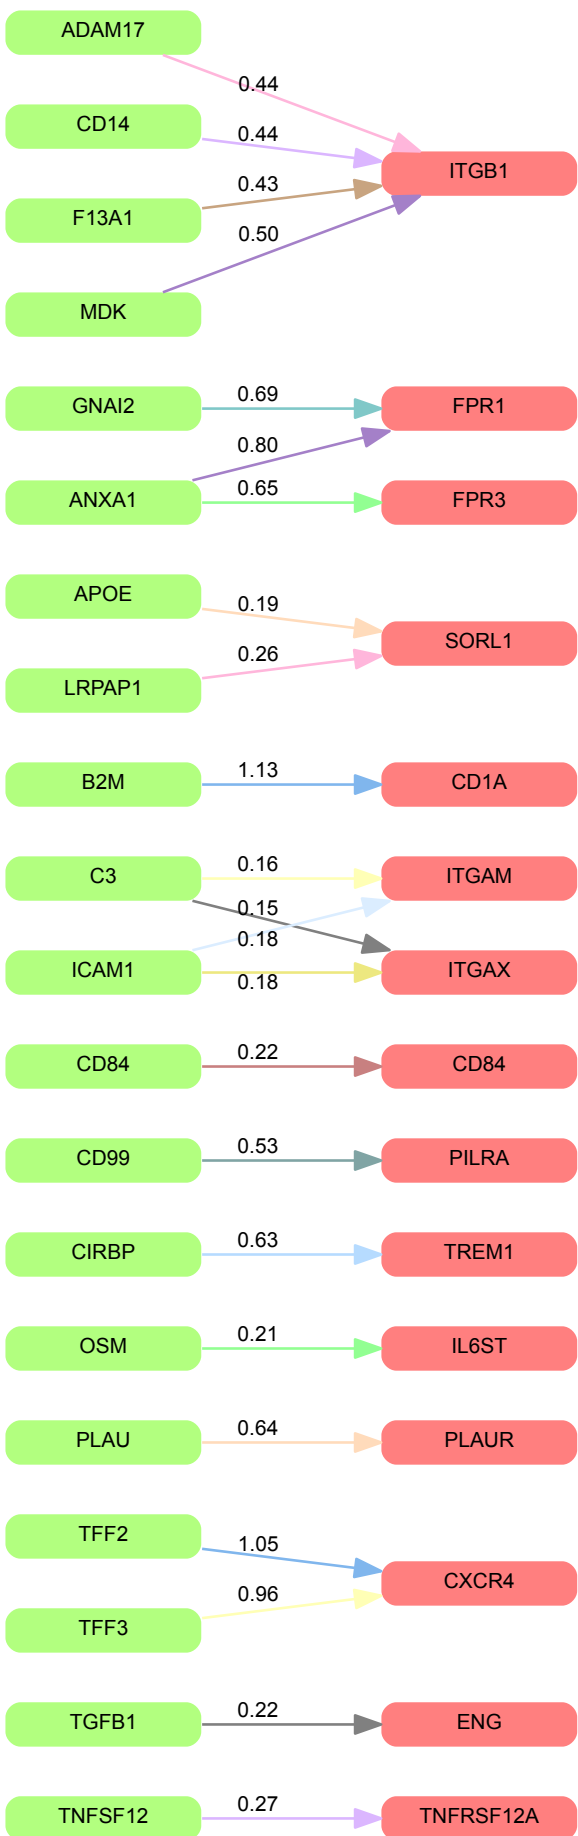 ADAM17
0.44
CD14
0.44
ITGB1
F13A1
0.43
0.50
MDK
GNAI2
0.69
FPR1
0.80
ANXA1
0.65
FPR3
APOE
0.19
SORL1
0.26
LRPAP1
B2M
1.13
CD1A
C3
0.16
ITGAM
0.15
0.18
ICAM1
0.18
ITGAX
CD84
0.22
CD84
CD99
0.53
PILRA
CIRBP
0.63
TREM1
OSM
0.21
IL6ST
PLAU
0.64
PLAUR
TFF2
1.05
CXCR4
0.96
TFF3
TGFB1
0.22
ENG
TNFSF12
0.27
TNFRSF12A